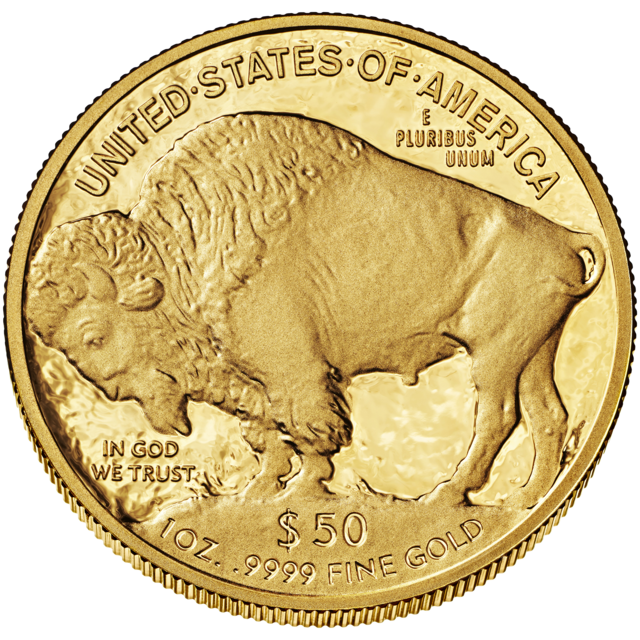 UNITED·STATES·OF·AMERICA
E
PLURIBUS
UNUM
IN GOD
WE TRUST
$50
1 OZ. .9999 FINE GOLD